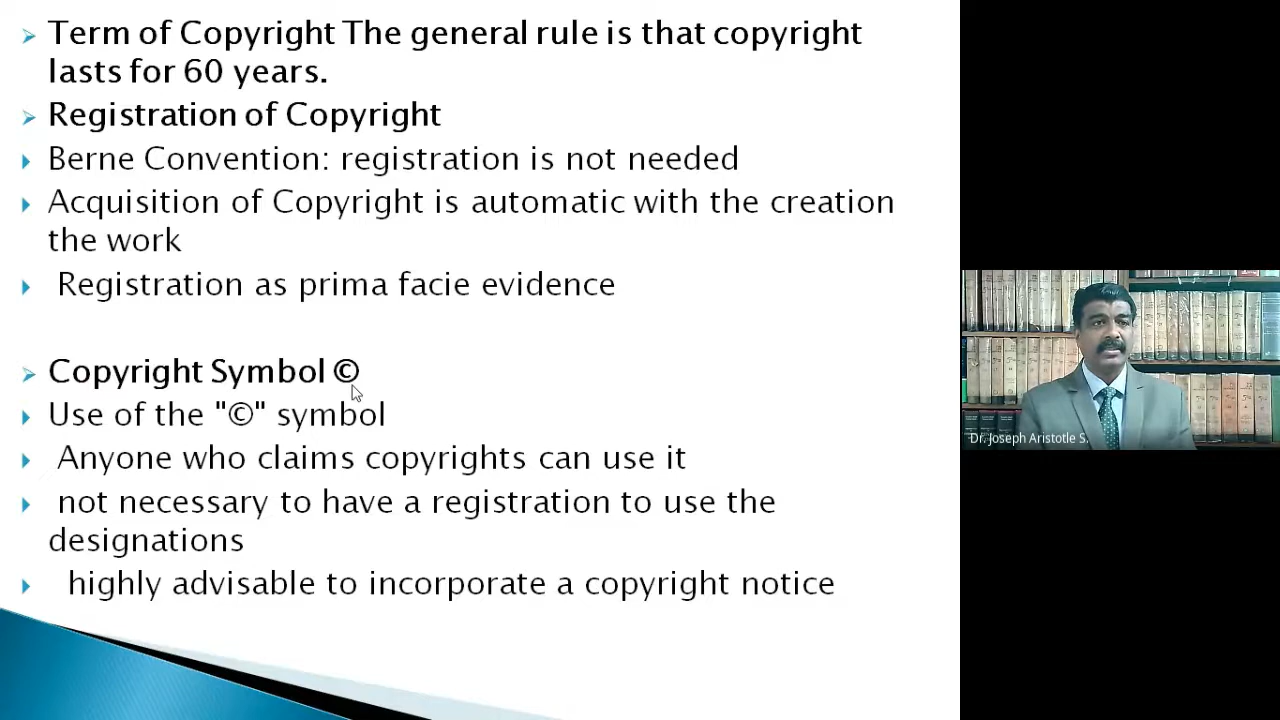 Term of Copyright The general rule is that copyright
lasts for 60 years.
Registration of Copyright
Berne Convention: registration is not needed
Acquisition of Copyright is automatic with the creation
the work
Registration as prima facie evidence
Copyright Symbol ©
Use of the "©" symbol
Anyone who claims copyrights can use it
not necessary to have a registration to use the
designations
highly advisable to incorporate a copyright notice
Dr. Joseph Aristotle S.